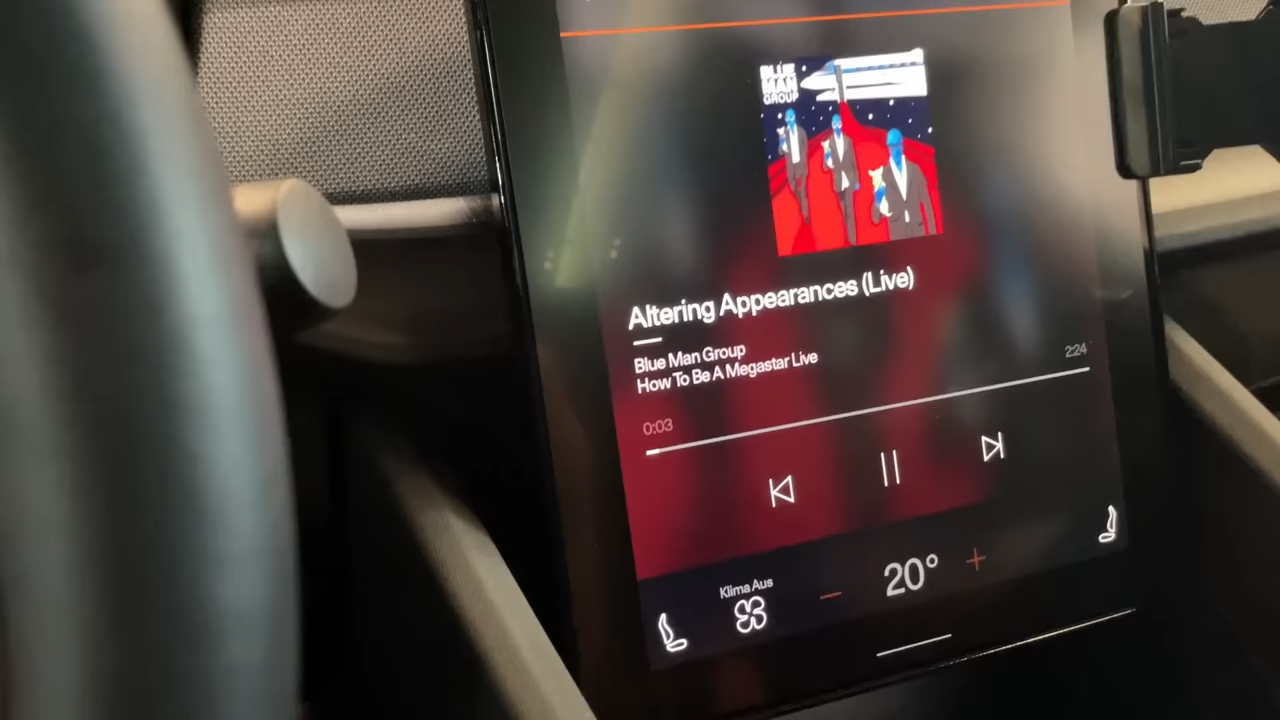 BLUE
MAN
GROUP
Altering Appearances (Live)
Blue Man Group
How To Be A Megastar Live
2:24
0:03
Klima Aus
20°